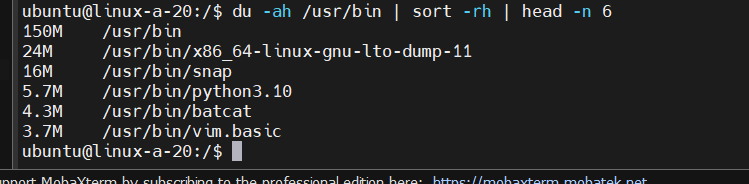 ubuntu@linux-a-20:/$ du -ah /usr/bin | sort -rh | head -n 6
150M    /usr/bin
24M     /usr/bin/x86_64-linux-gnu-lto-dump-11
16M     /usr/bin/snap
5.7M    /usr/bin/python3.10
4.3M    /usr/bin/batcat
3.7M    /usr/bin/vim.basic
ubuntu@linux-a-20:/$
pport MobaXterm by subscribing to the professional edition here: https://mobaxterm.mobatek.net